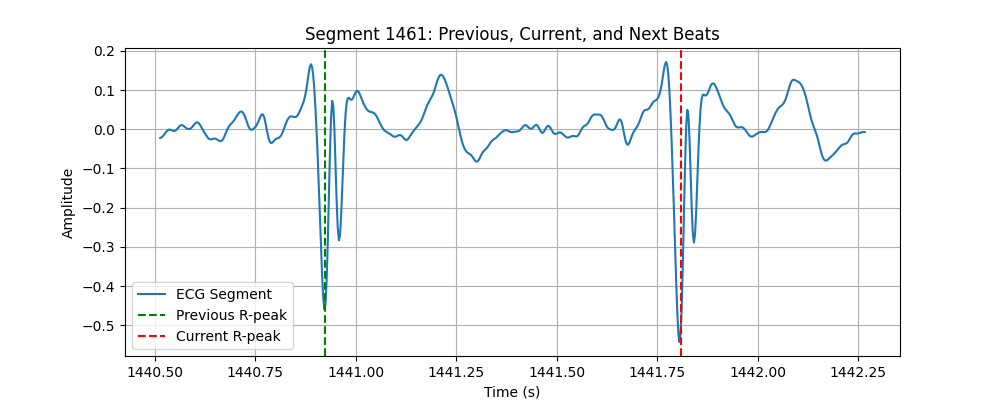 Segment 1461: Previous, Current, and Next Beats
0.2
0.1
0.0
−0.1
−0.2
−0.3
−0.4
−0.5
Amplitude
ECG Segment
Previous R-peak
Current R-peak
1440.50 1440.75 1441.00 1441.25 1441.50 1441.75 1442.00 1442.25
Time (s)